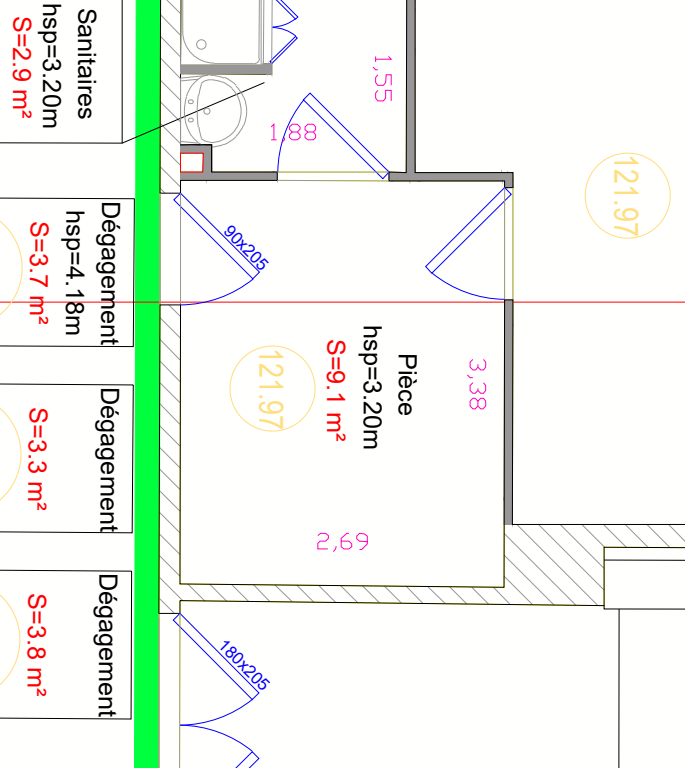 Sanitaires
hsp=3.20m
S=2.9 m²
1,55
1,88
121.97
Dégagement
hsp=4.18m
S=3.7 m²
90x205
Pièce
hsp=3.20m
S=9.1 m²
121.97
3,38
2,69
Dégagement
S=3.3 m²
Dégagement
S=3.8 m²
180x205